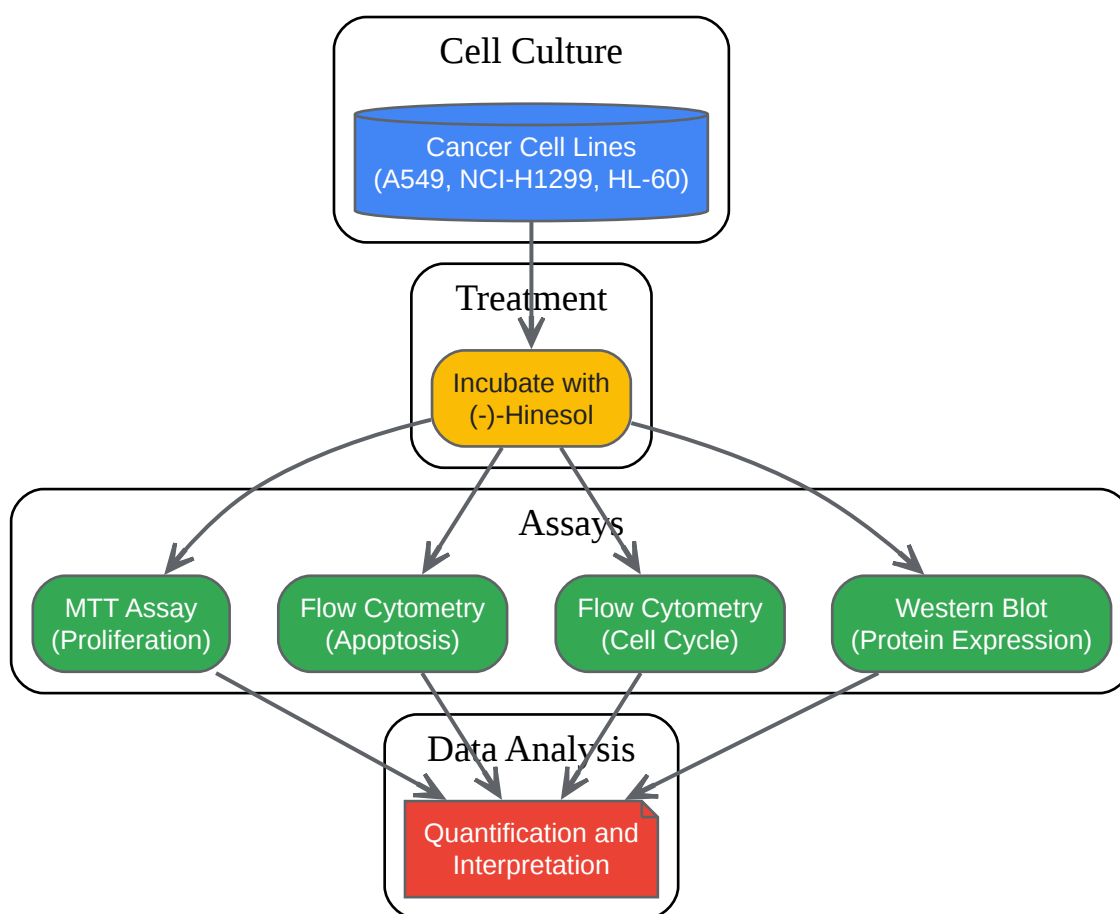 Cell Culture
Cancer Cell Lines
(A549, NCI-H1299, HL-60)
Treatment
Incubate with
(-)-Hinesol
Assays
MTT Assay
(Proliferation)
Flow Cytometry
(Apoptosis)
Flow Cytometry
(Cell Cycle)
Western Blot
(Protein Expression)
Data Analysis
Quantification and
Interpretation